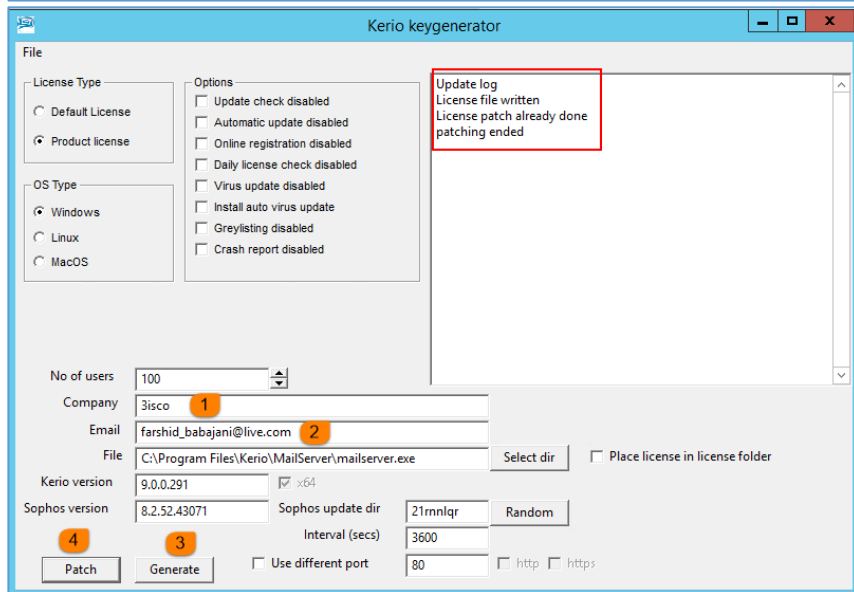 Kerio keygenerator
File
License Type
Default License
Product license
OS Type
Windows
Linux
MacOS
Options
Update check disabled
Automatic update disabled
Online registration disabled
Daily license check disabled
Virus update disabled
Install auto virus update
Greylisting disabled
Crash report disabled
Update log
License file written
License patch already done
patching ended
No of users 100
Company 3isco 1
Email farshid_babajani@live.com 2
File C:\Program Files\Kerio\MailServer\mailserver.exe Select dir Place license in license folder
Kerio version 9.0.0.291 x64
Sophos version 8.2.52.43071 Sophos update dir 21rnnlqr Random
Interval (secs) 3600
4 3
Patch Generate Use different port 80 http https